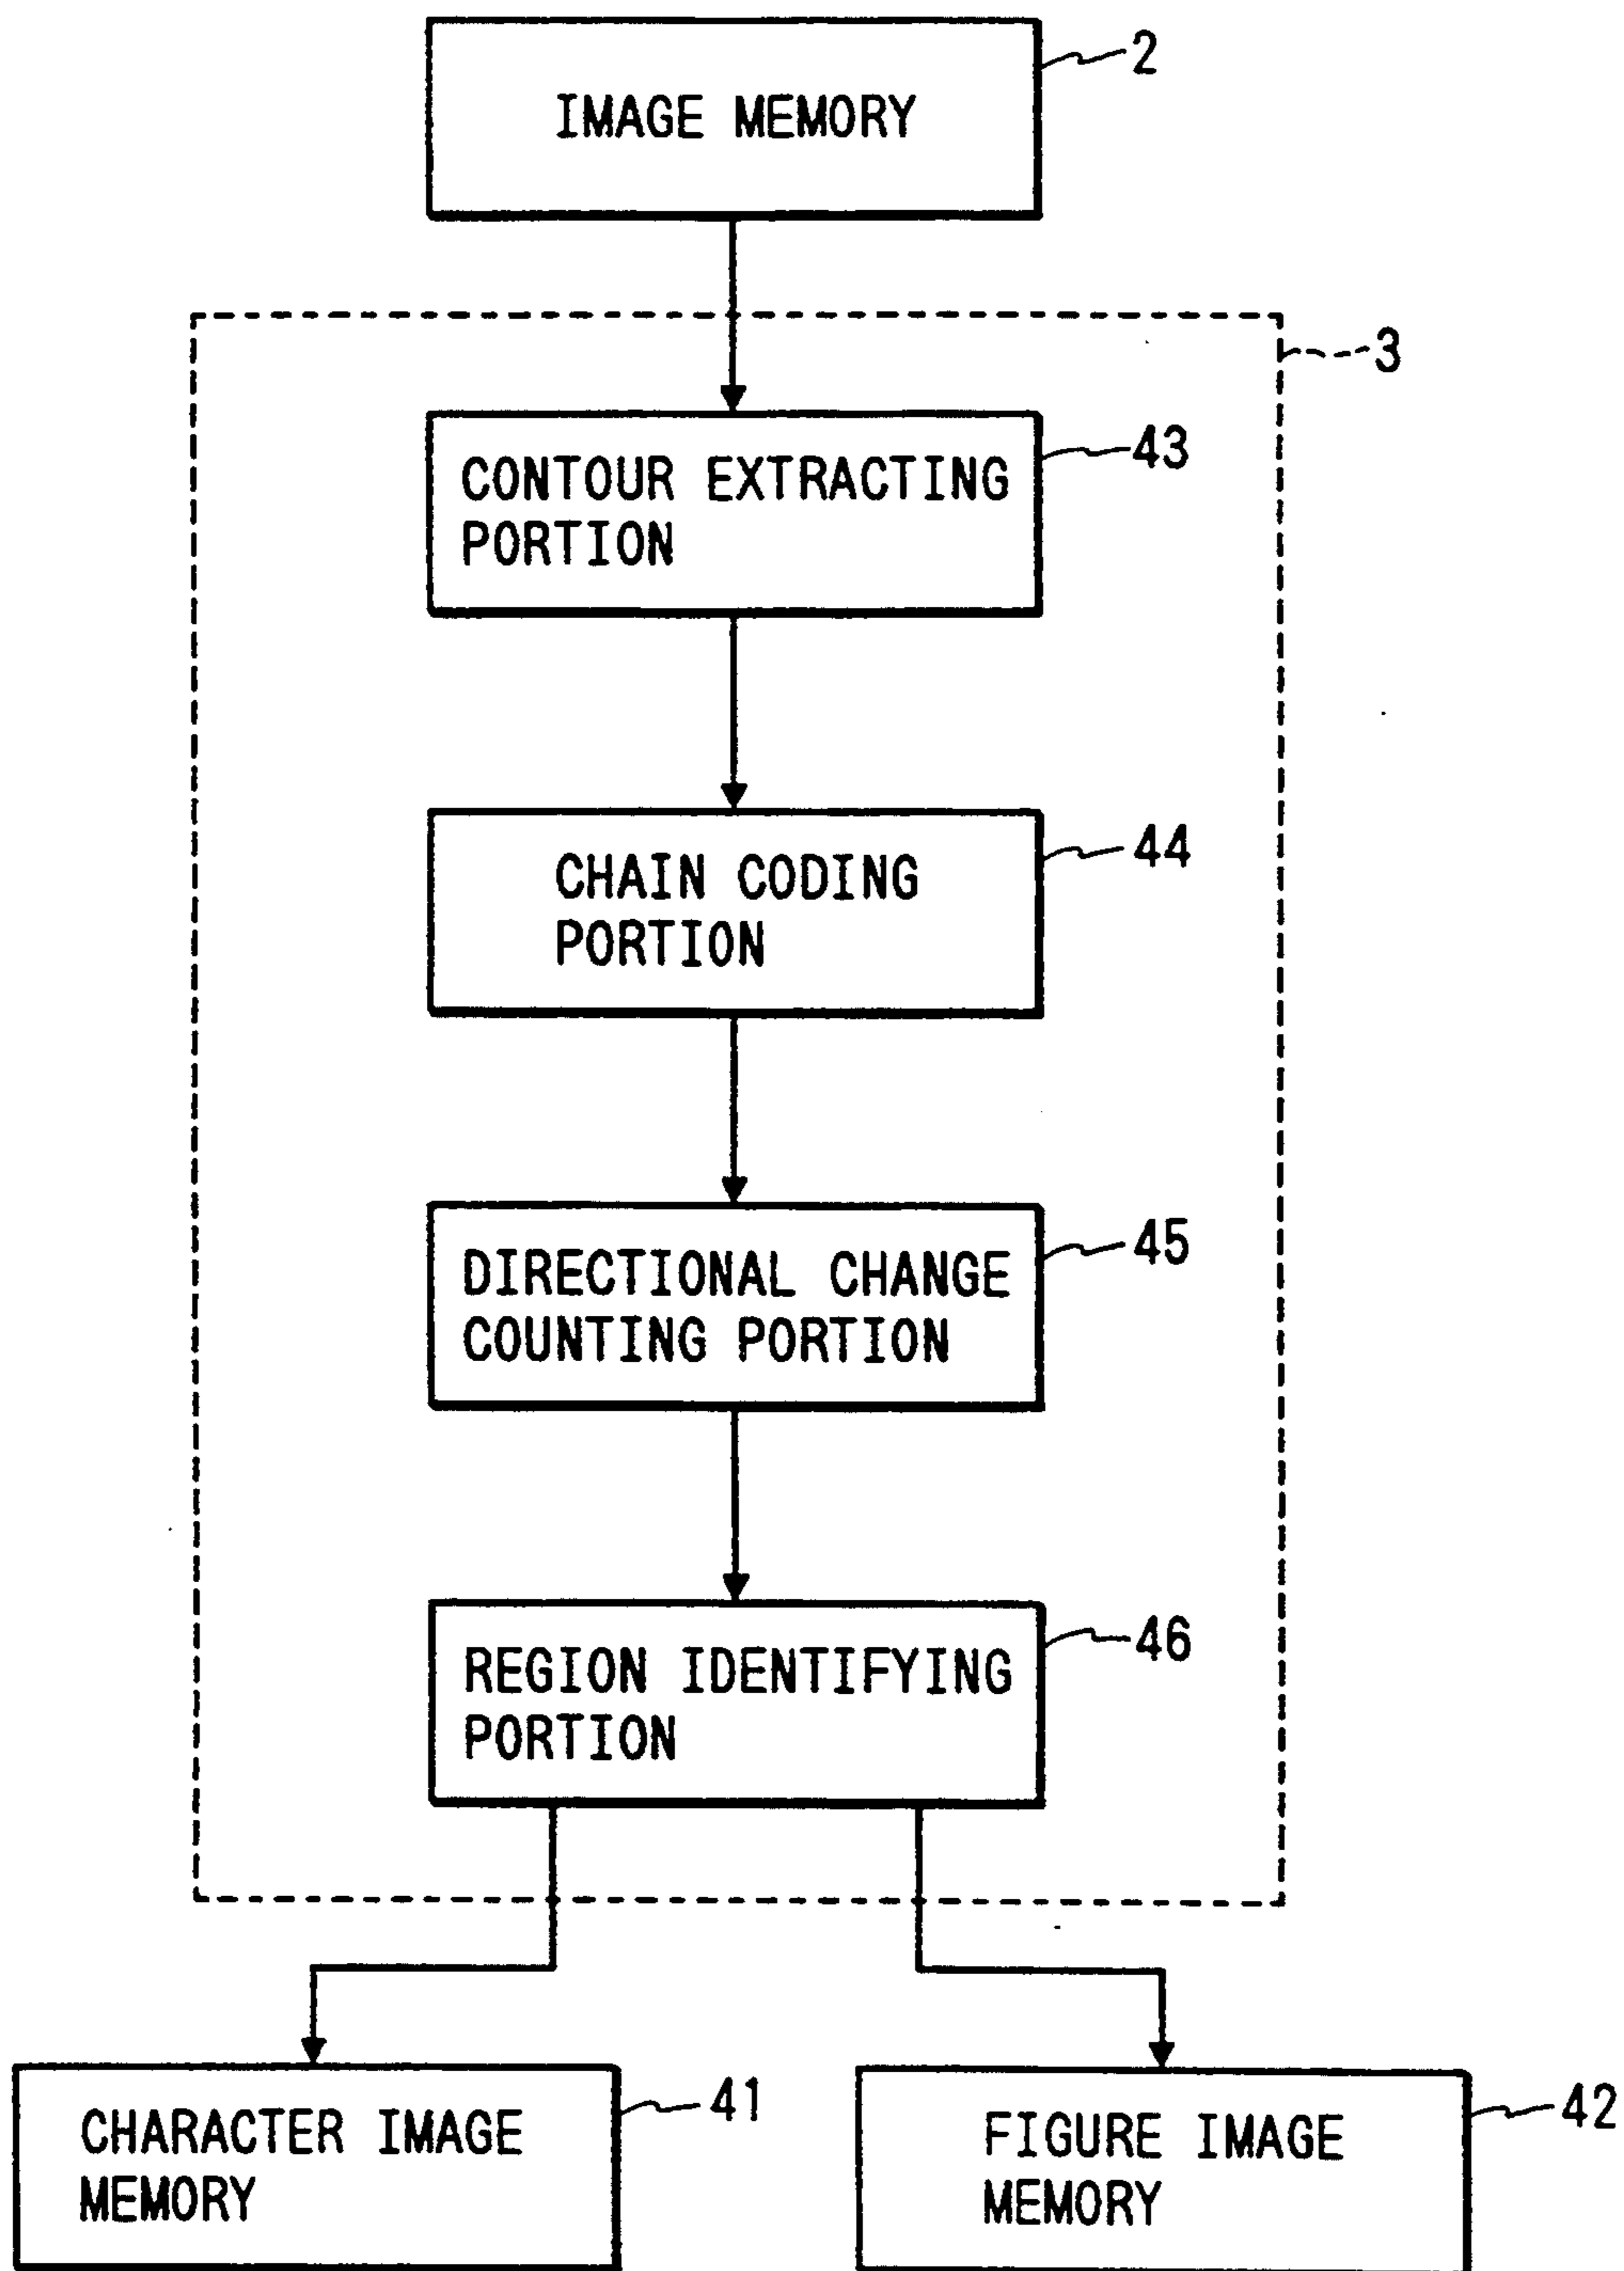 IMAGE MEMORY
2
3
CONTOUR EXTRACTING
PORTION
43
CHAIN CODING
PORTION
44
DIRECTIONAL CHANGE
COUNTING PORTION
45
REGION IDENTIFYING
PORTION
46
CHARACTER IMAGE
MEMORY
41
FIGURE IMAGE
MEMORY
42